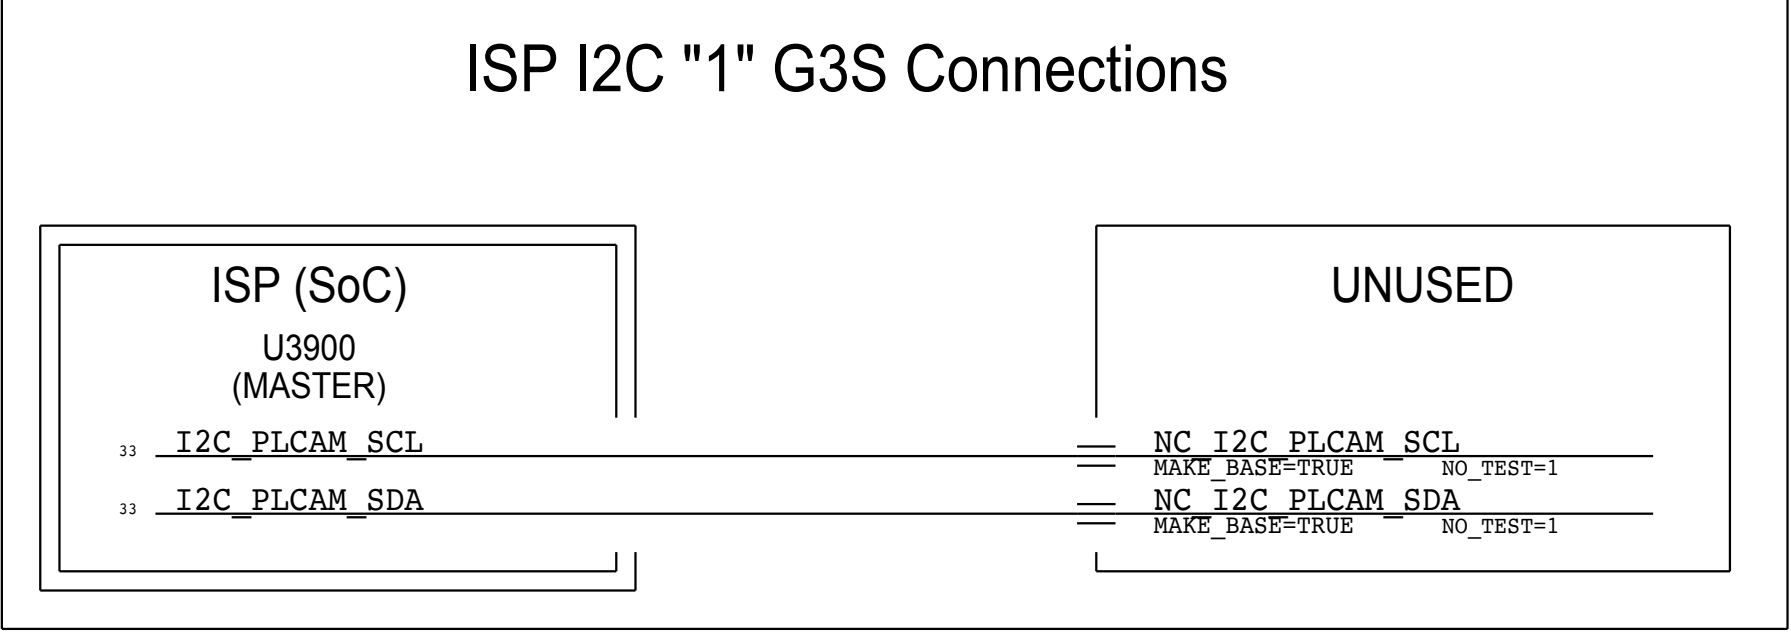 ISP I2C "1" G3S Connections
ISP (SoC)
U3900
(MASTER)
33 I2C_PLCAM_SCL
33 I2C_PLCAM_SDA
UNUSED
NC_I2C_PLCAM_SCL
MAKE_BASE=TRUE NO_TEST=1
NC_I2C_PLCAM_SDA
MAKE_BASE=TRUE NO_TEST=1